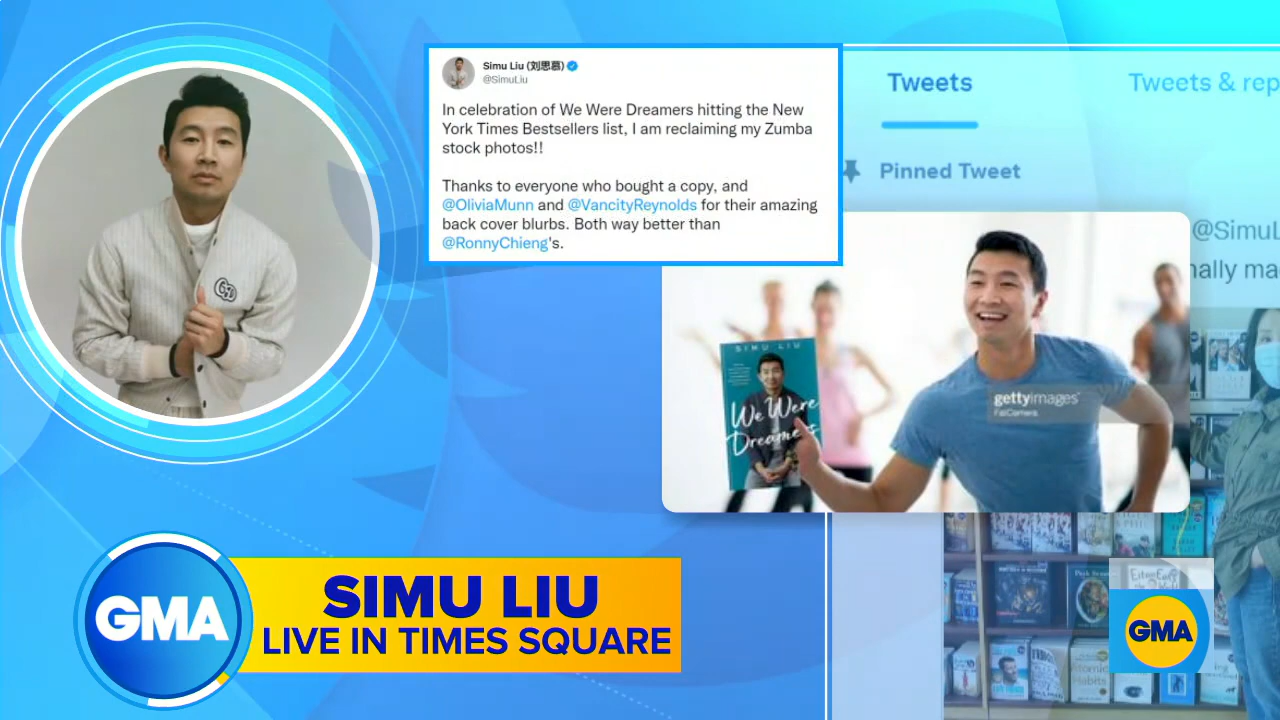 Simu Liu (刘思慕)
@SimuLiu
In celebration of We Were Dreamers hitting the New
York Times Bestsellers list, I am reclaiming my Zumba
stock photos!!
Thanks to everyone who bought a copy, and
@OliviaMunn and @VancityReynolds for their amazing
back cover blurbs. Both way better than
@RonnyChieng's.
Tweets
Tweets & rep
Pinned Tweet
@SimuL
nally ma
SIMU LIU
We Were
Dreamers
gettyimages
FatCamera
GMA
SIMU LIU
LIVE IN TIMES SQUARE
Atomic
Habits
GMA